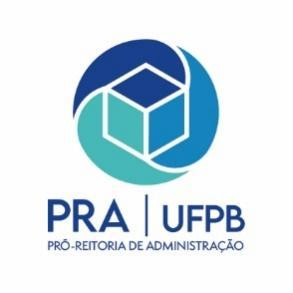 PRA | UFPB
PRÓ-REITORIA DE ADMINISTRAÇÃO